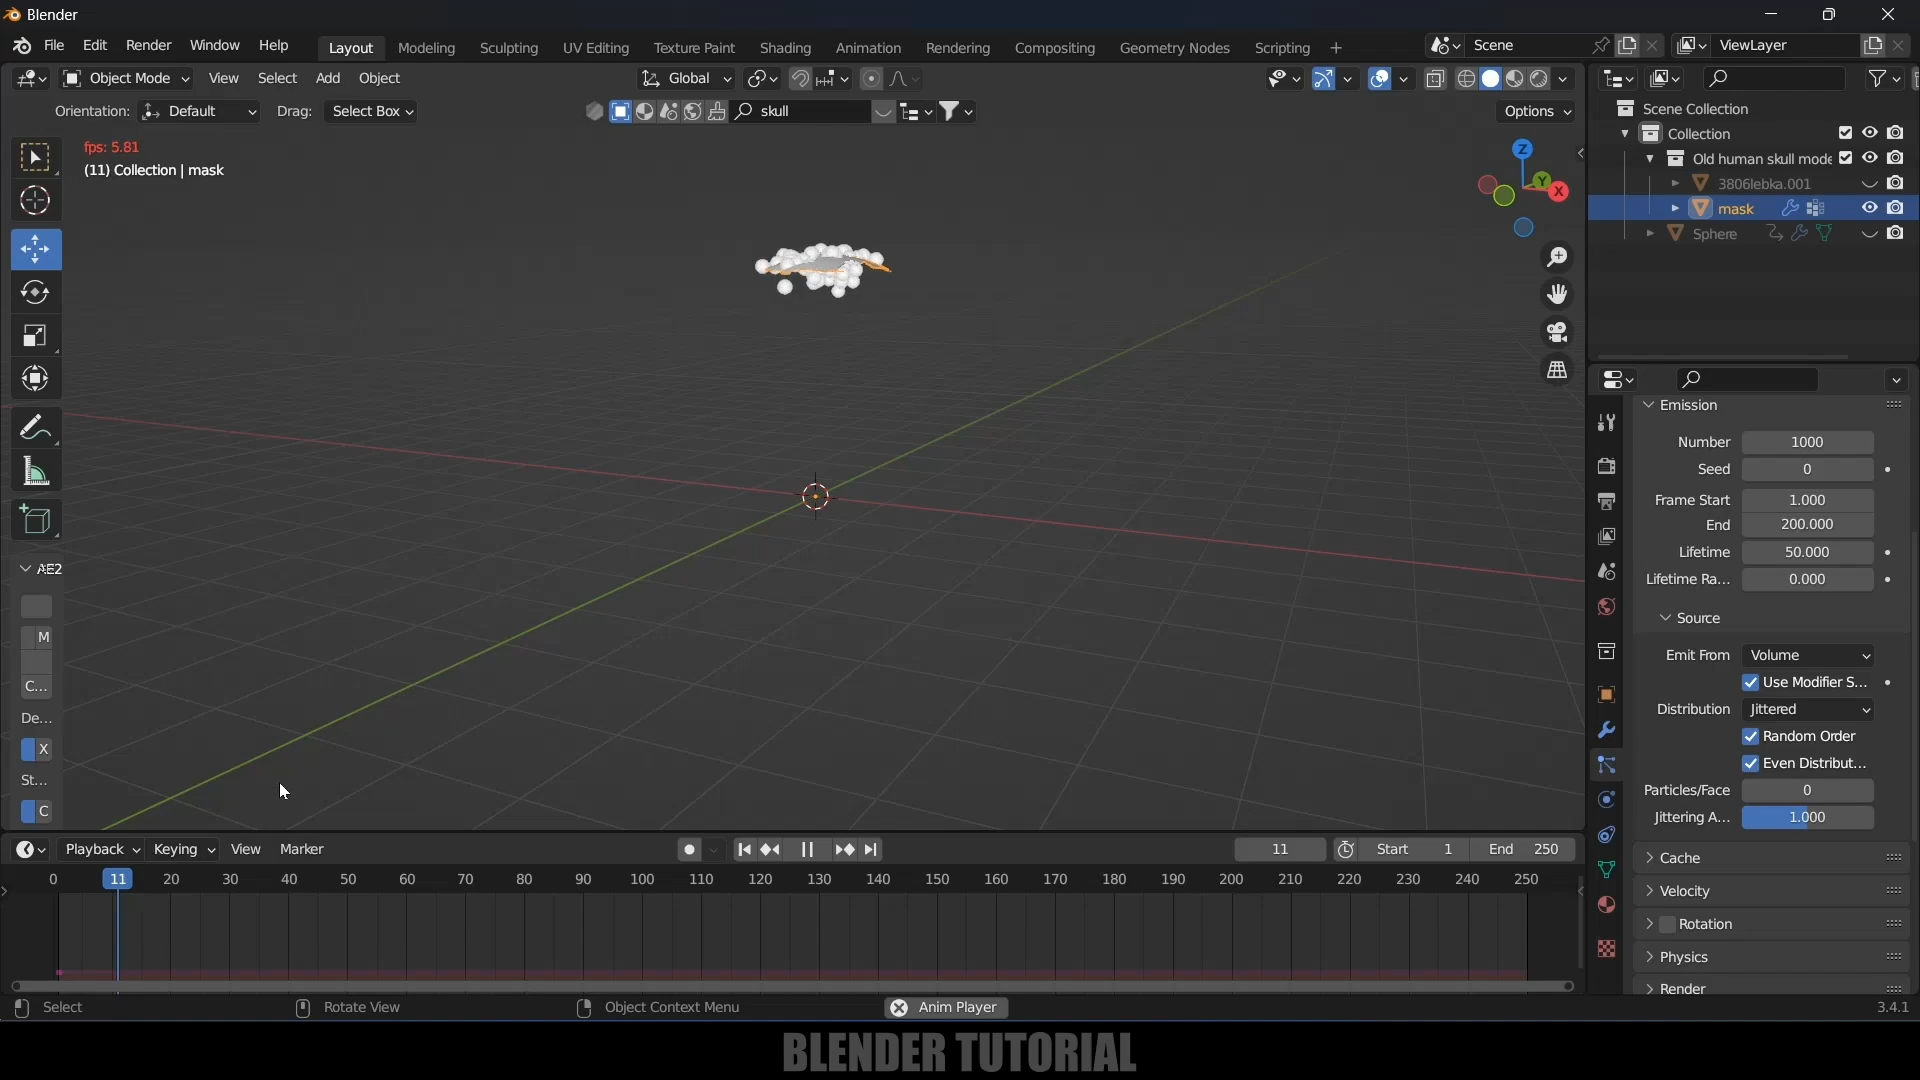 Blender
File Edit Render Window Help Layout Modeling Sculpting UV Editing Texture Paint Shading Animation Rendering Compositing Geometry Nodes Scripting + Scene ViewLayer
Object Mode View Select Add Object Global
Orientation: Default Drag: Select Box skull Options
fps: 5.81
(11) Collection | mask
Z
Y
X
AE2
M
C...
De...
X
St...
C
Scene Collection
Collection
Old human skull mode
3806lebka.001
mask
Sphere
Emission
Number 1000
Seed 0
Frame Start 1.000
End 200.000
Lifetime 50.000
Lifetime Ra... 0.000
Source
Emit From Volume
Use Modifier S...
Distribution Jittered
Random Order
Even Distribut...
Particles/Face 0
Jittering A... 1.000
Cache
Velocity
Rotation
Physics
Render
Playback Keying View Marker 11 Start 1 End 250
0 11 20 30 40 50 60 70 80 90 100 110 120 130 140 150 160 170 180 190 200 210 220 230 240 250
Select Rotate View Object Context Menu Anim Player 3.4.1
BLENDER TUTORIAL